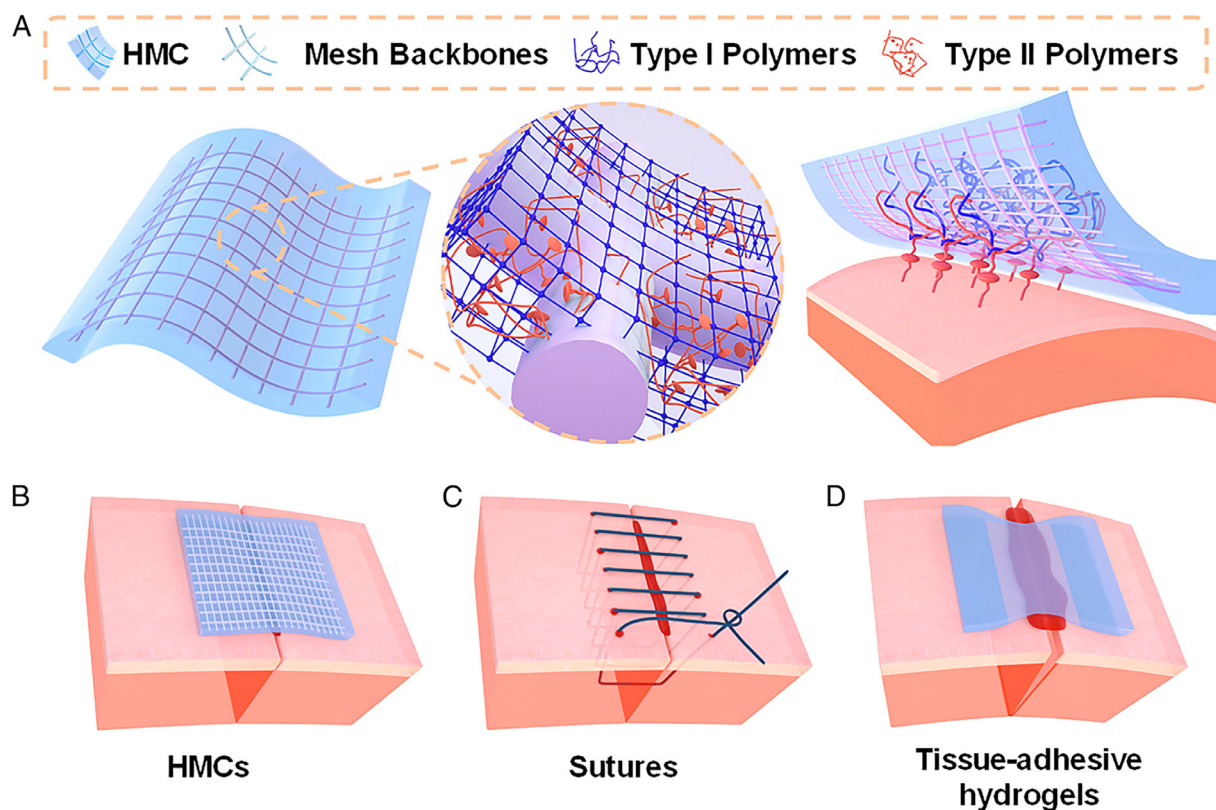 A
HMC Mesh Backbones Type I Polymers Type II Polymers
B
C
D
HMCs
Sutures
Tissue-adhesive
hydrogels